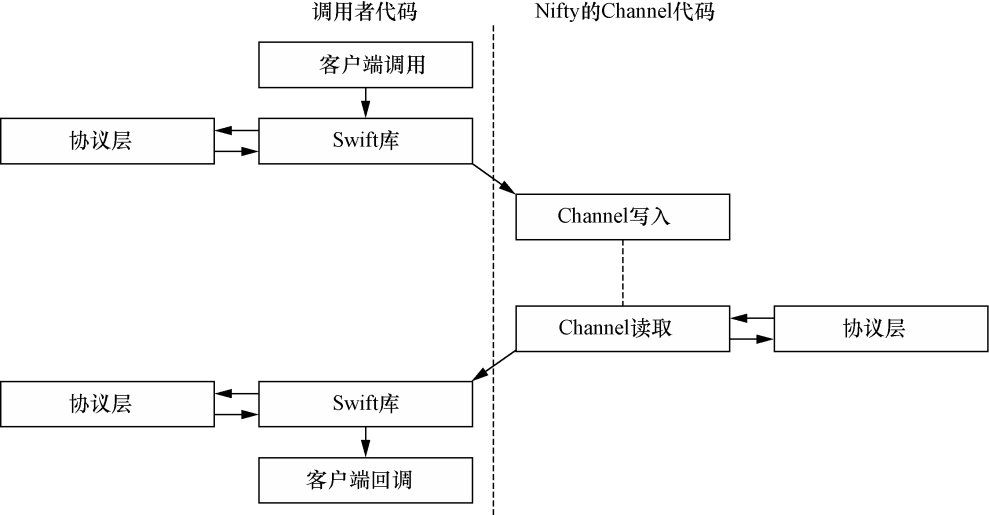 调用者代码
Nifty的Channel代码
客户端调用
协议层
Swift库
Channel写入
Channel读取
协议层
协议层
Swift库
客户端回调